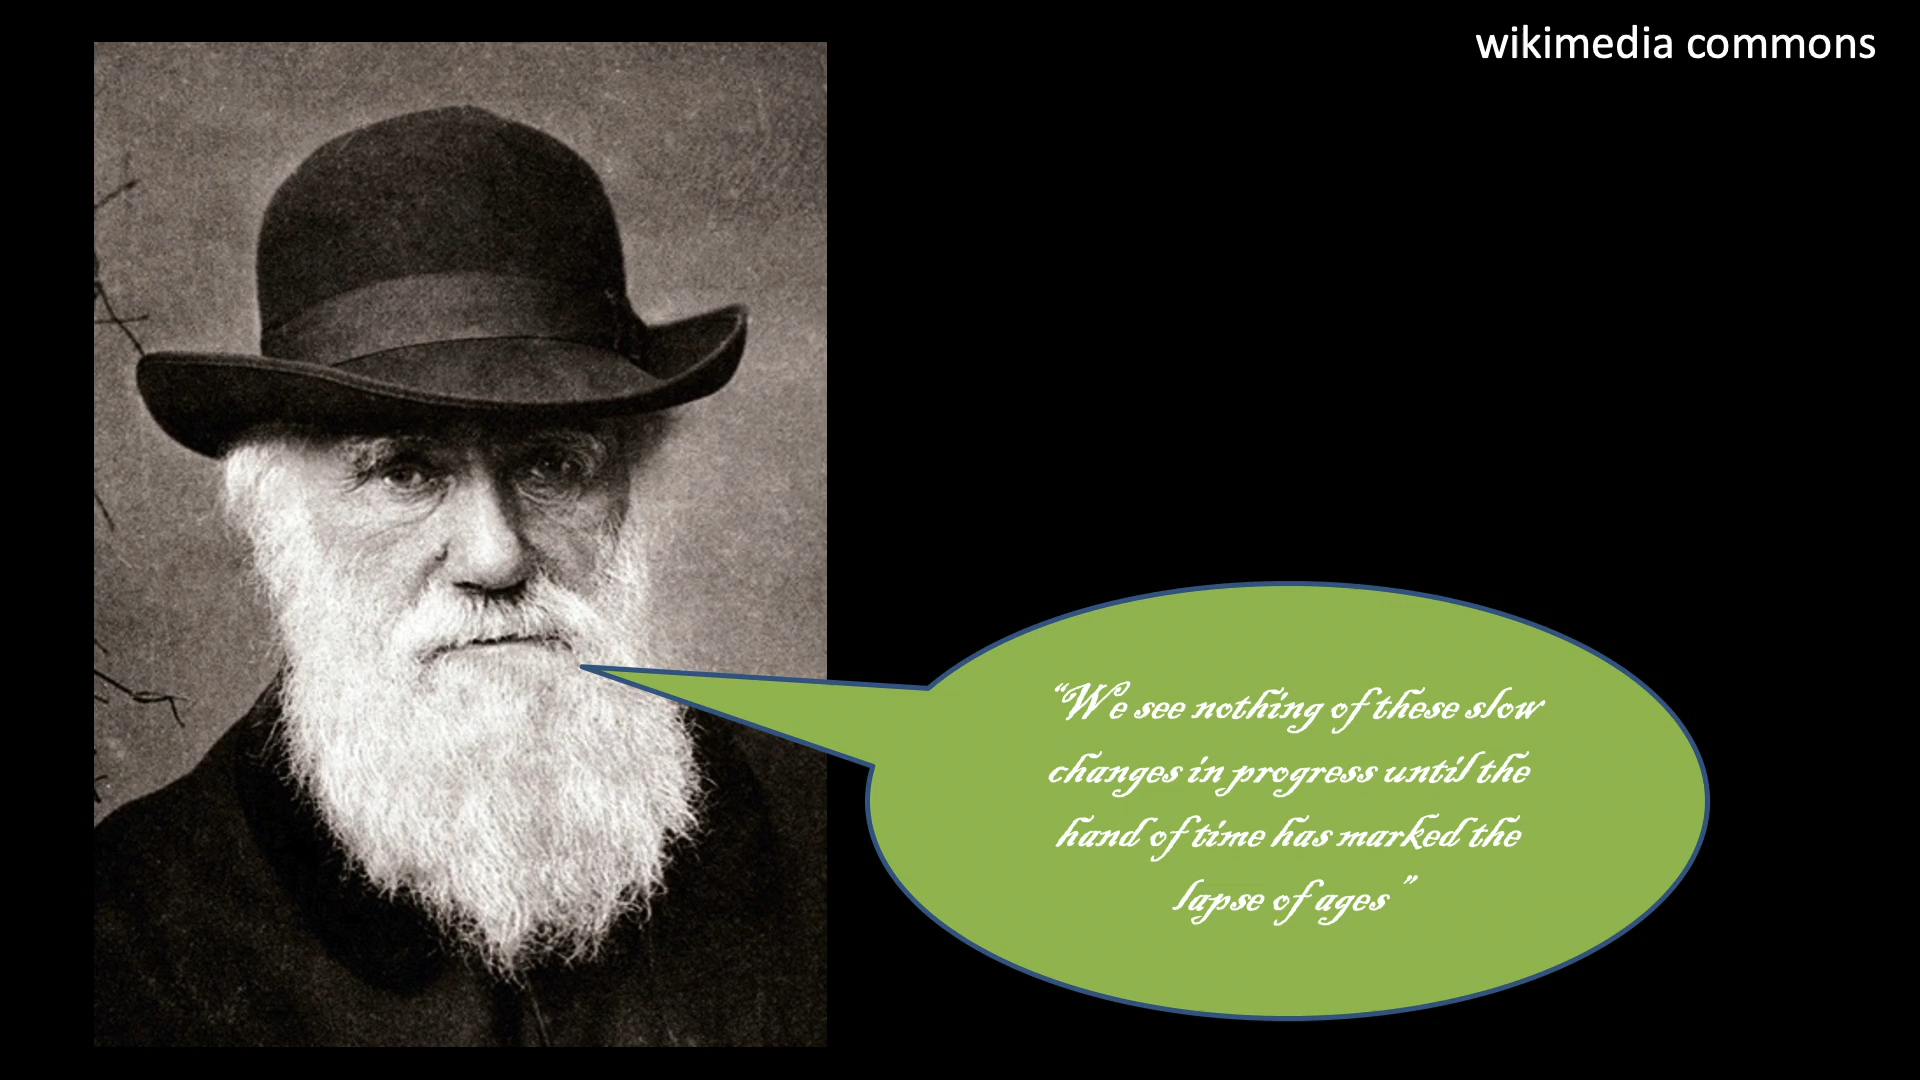 wikimedia commons
“We see nothing of these slow
changes in progress until the
hand of time has marked the
lapse of ages”